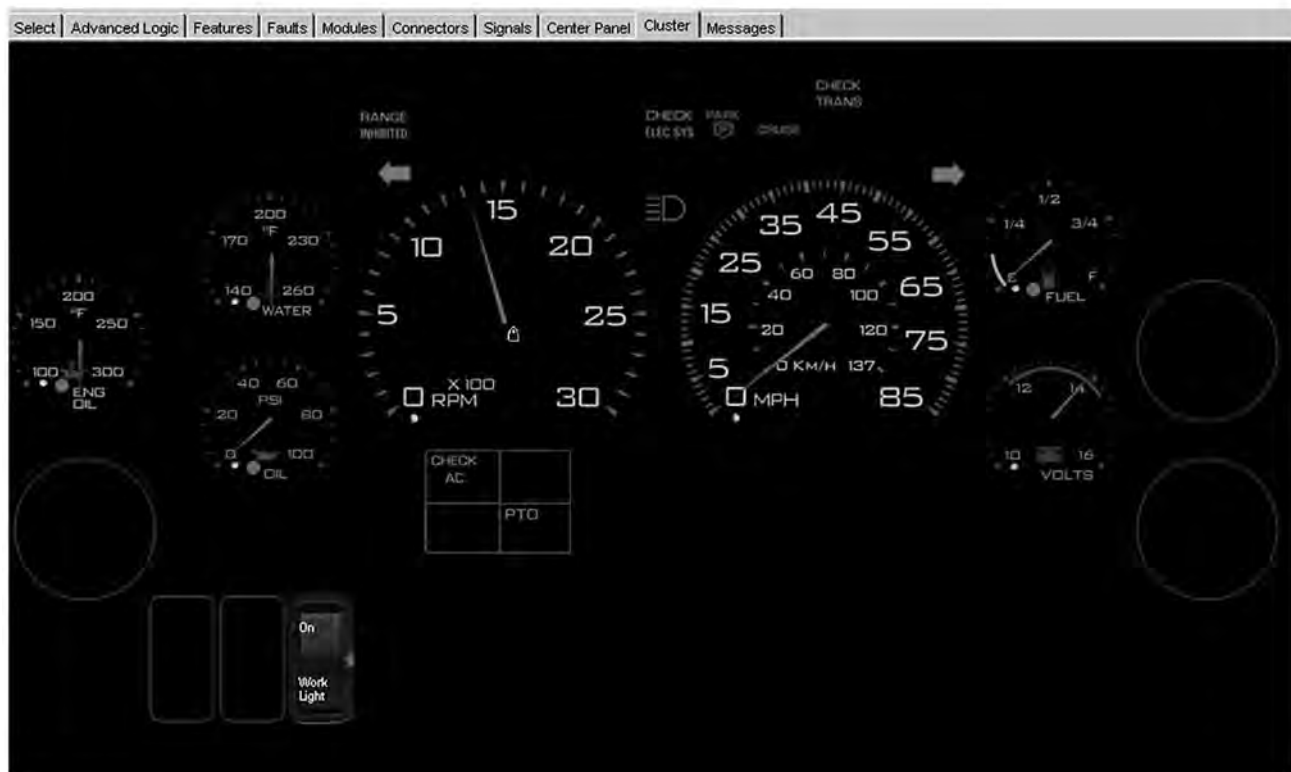 Select Advanced Logic Features Faults Modules Connectors Signals Center Panel Cluster Messages
CHECK
TRANS
RANGE
INHIBITED
CHECK
ELEC SYS
PARK
P
CRUISE
200
°F
170
230
140
260
WATER
200
°F
150
250
100
300
ENG
OIL
40
60
PSI
20
80
0
100
OIL
15
10
20
5
25
0
X 100
RPM
30
45
35
55
25
65
15
75
5
85
0
MPH
60
80
40
100
20
120
0 KM/H 137
1/2
1/4
3/4
E
F
FUEL
12
14
10
16
VOLTS
CHECK
AC
PTO
On
Work
Light